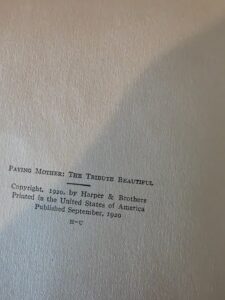 PAYING MOTHER: THE TRIBUTE BEAUTIFUL
Copyright, 1920, by Harper & Brothers
Printed in the United States of America
Published September, 1920
H-U